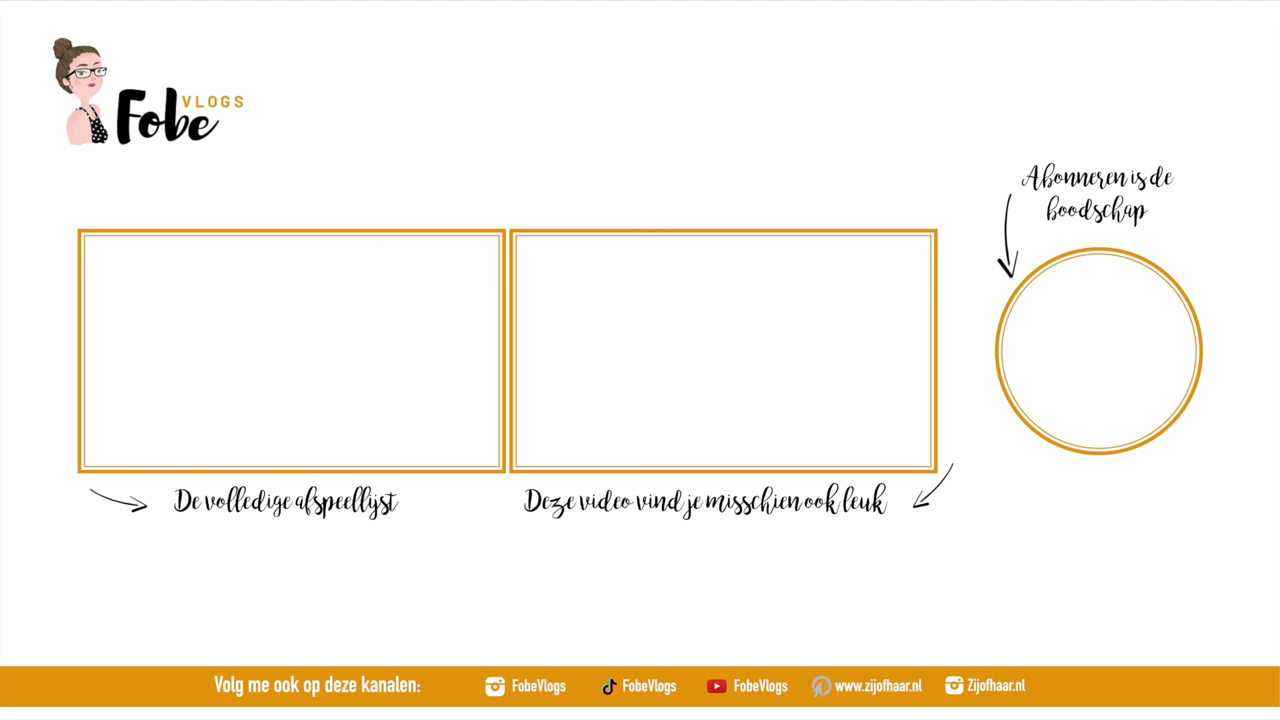 VLOGS
Fobe
Abonneren is de
boodschap
De volledige afspeellijst
Deze video vind je misschien ook leuk
Volg me ook op deze kanalen: FobeVlogs FobeVlogs FobeVlogs www.zijofhaar.nl Zijofhaar.nl